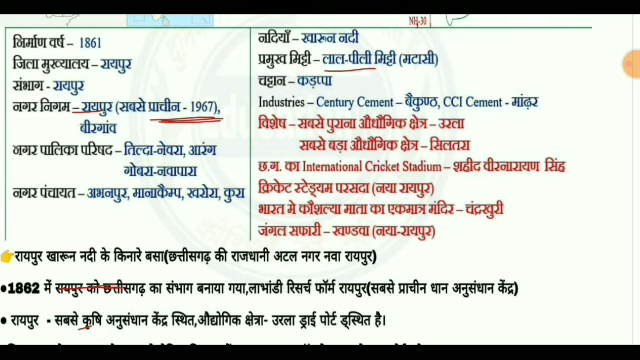 NH-30
निर्माण वर्ष – 1861
जिला मुख्यालय – रायपुर
संभाग - रायपुर
नगर निगम – रायपुर (सबसे प्राचीन - 1967),
बीरगांव
नगर पालिका परिषद – तिल्दा-नेवरा, आरंग
गोबरा-नवापारा
नगर पंचायत – अभनपुर, मानाकैम्प, खरोरा, कुरा
नदियाँ – खारून नदी
प्रमुख मिट्टी – लाल-पीली मिट्टी (मटासी)
चट्टान – कड़प्पा
Industries – Century Cement – बैकुण्ठ, CCI Cement - मांढ़र
विशेष – सबसे पुराना औधौगिक क्षेत्र – उरला
सबसे बड़ा औधौगिक क्षेत्र – सिलतरा
छ.ग. का International Cricket Stadium – शहीद वीरनारायण सिंह
क्रिकेट स्टेड्यम परसदा (नया रायपुर)
भारत मे कौशल्या माता का एकमात्र मंदिर – चंद्रखुरी
जंगल सफारी – खण्डवा (नया-रायपुर)
👉रायपुर खारून नदी के किनारे बसा(छत्तीसगढ़ की राजधानी अटल नगर नवा रायपुर)
●1862 में रायपुर को छत्तीसगढ़ का संभाग बनाया गया,लाभांडी रिसर्च फॉर्म रायपुर(सबसे प्राचीन धान अनुसंधान केंद्र)
● रायपुर - सबसे कृषि अनुसंधान केंद्र स्थित,औद्योगिक क्षेत्रा- उरला ड्राई पोर्ट ड्स्थित है।